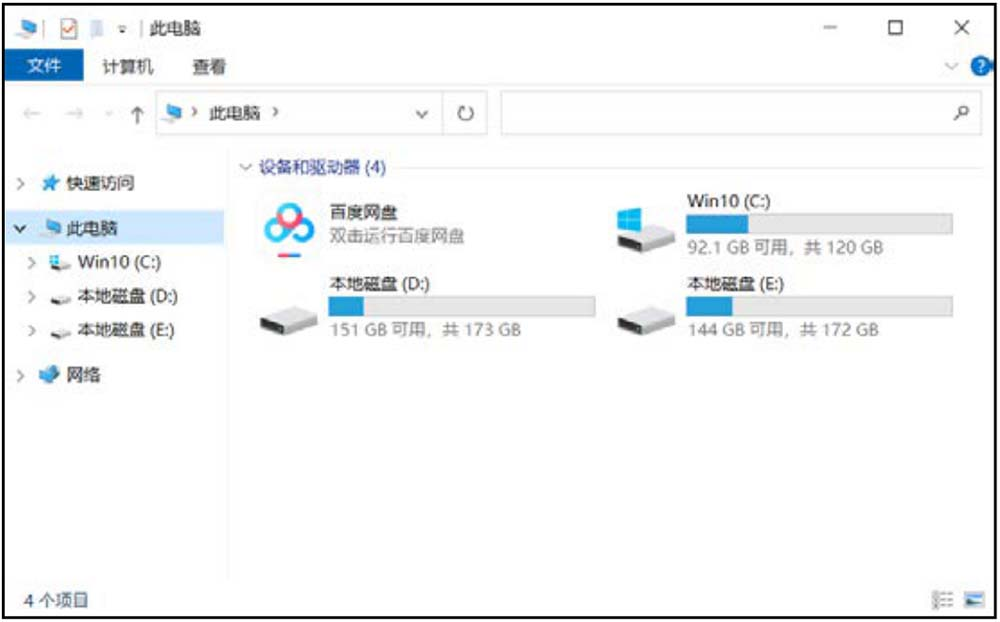 此电脑
文件 计算机 查看
此电脑
快速访问
此电脑
Win10 (C:)
本地磁盘 (D:)
本地磁盘 (E:)
网络
设备和驱动器 (4)
百度网盘
双击运行百度网盘
Win10 (C:)
92.1 GB 可用，共 120 GB
本地磁盘 (D:)
151 GB 可用，共 173 GB
本地磁盘 (E:)
144 GB 可用，共 172 GB
4 个项目